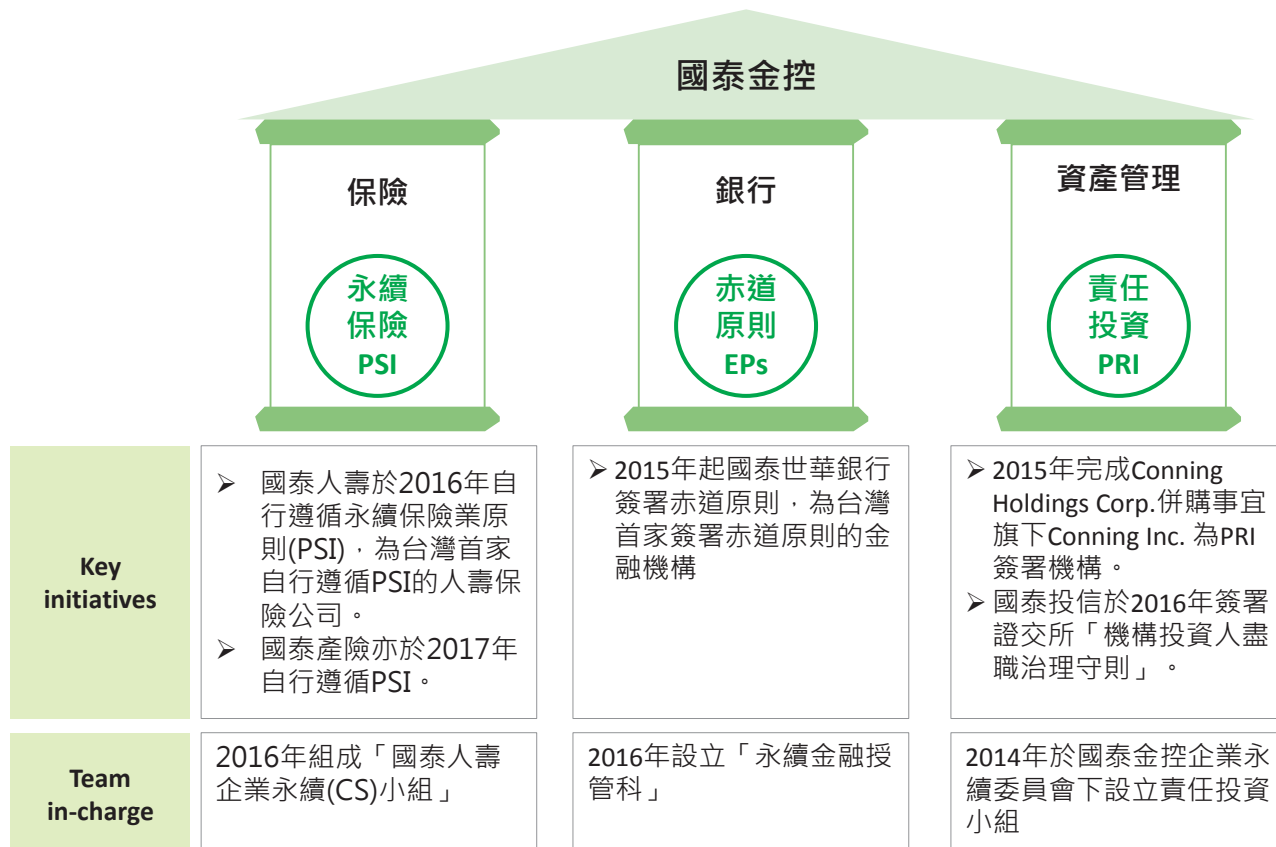 國泰金控
保險
永續
保險
PSI
銀行
赤道
原則
EPs
資產管理
責任
投資
PRI
Key
initiatives
➢ 國泰人壽於2016年自
行遵循永續保險業原
則(PSI)，為台灣首家
自行遵循PSI的人壽保
險公司。
➢ 國泰產險亦於2017年
自行遵循PSI。
➢ 2015年起國泰世華銀行
簽署赤道原則，為台灣
首家簽署赤道原則的金
融機構
➢ 2015年完成Conning
Holdings Corp.併購事宜
旗下Conning Inc. 為PRI
簽署機構。
➢ 國泰投信於2016年簽署
證交所「機構投資人盡
職治理守則」。
Team
in-charge
2016年組成「國泰人壽
企業永續(CS)小組」
2016年設立「永續金融授
管科」
2014年於國泰金控企業永
續委員會下設立責任投資
小組